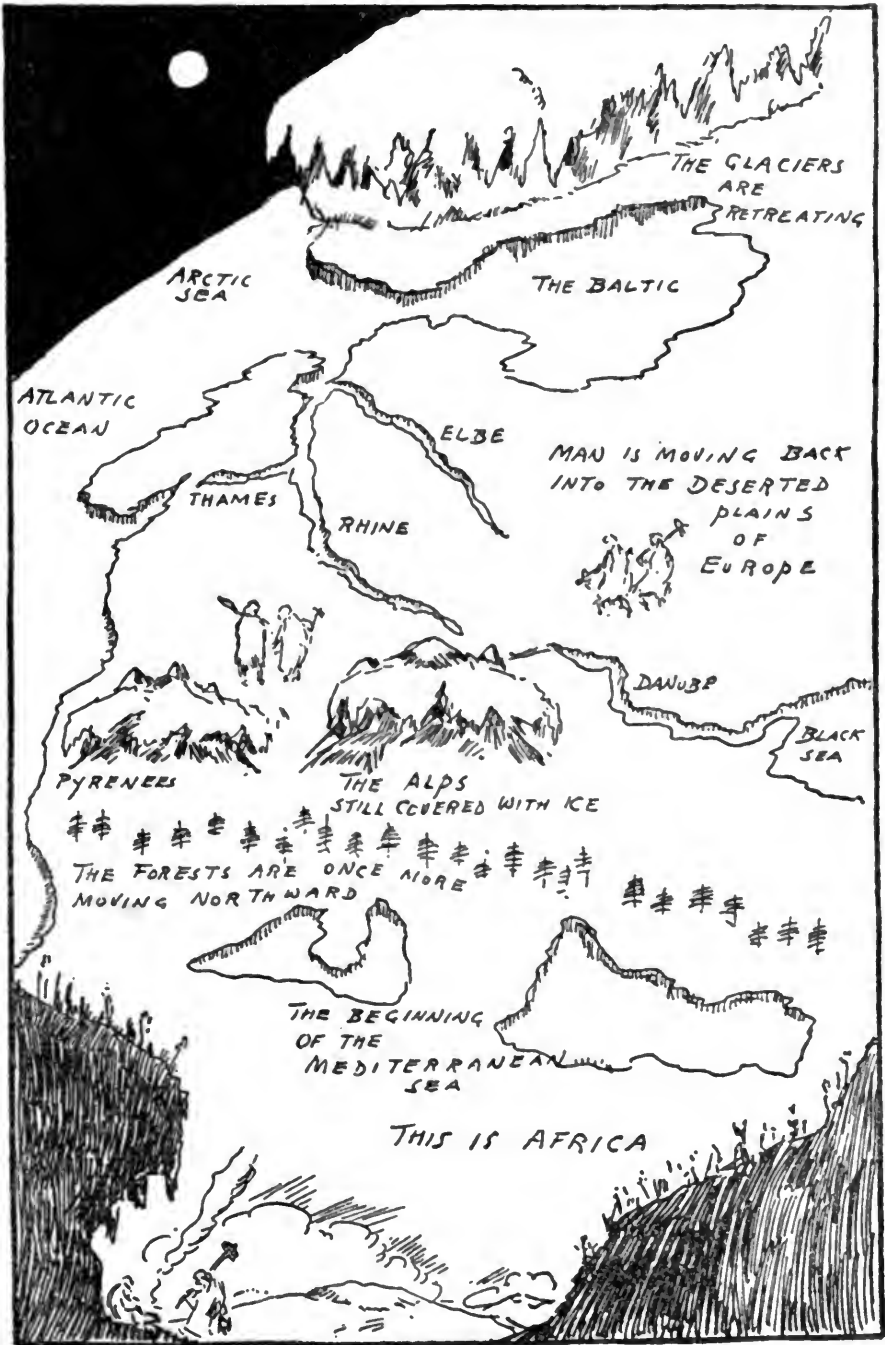 THE GLACIERS
ARE
RETREATING
ARCTIC
SEA
THE BALTIC
ATLANTIC
OCEAN
ELBE
THAMES
RHINE
MAN IS MOVING BACK
INTO THE DESERTED
PLAINS
OF
EUROPE
DANUBE
BLACK
SEA
PYRENEES
THE ALPS
STILL COVERED WITH ICE
THE FORESTS ARE ONCE MORE
MOVING NORTHWARD
THE BEGINNING
OF THE
MEDITERRANEAN
SEA
THIS IS AFRICA